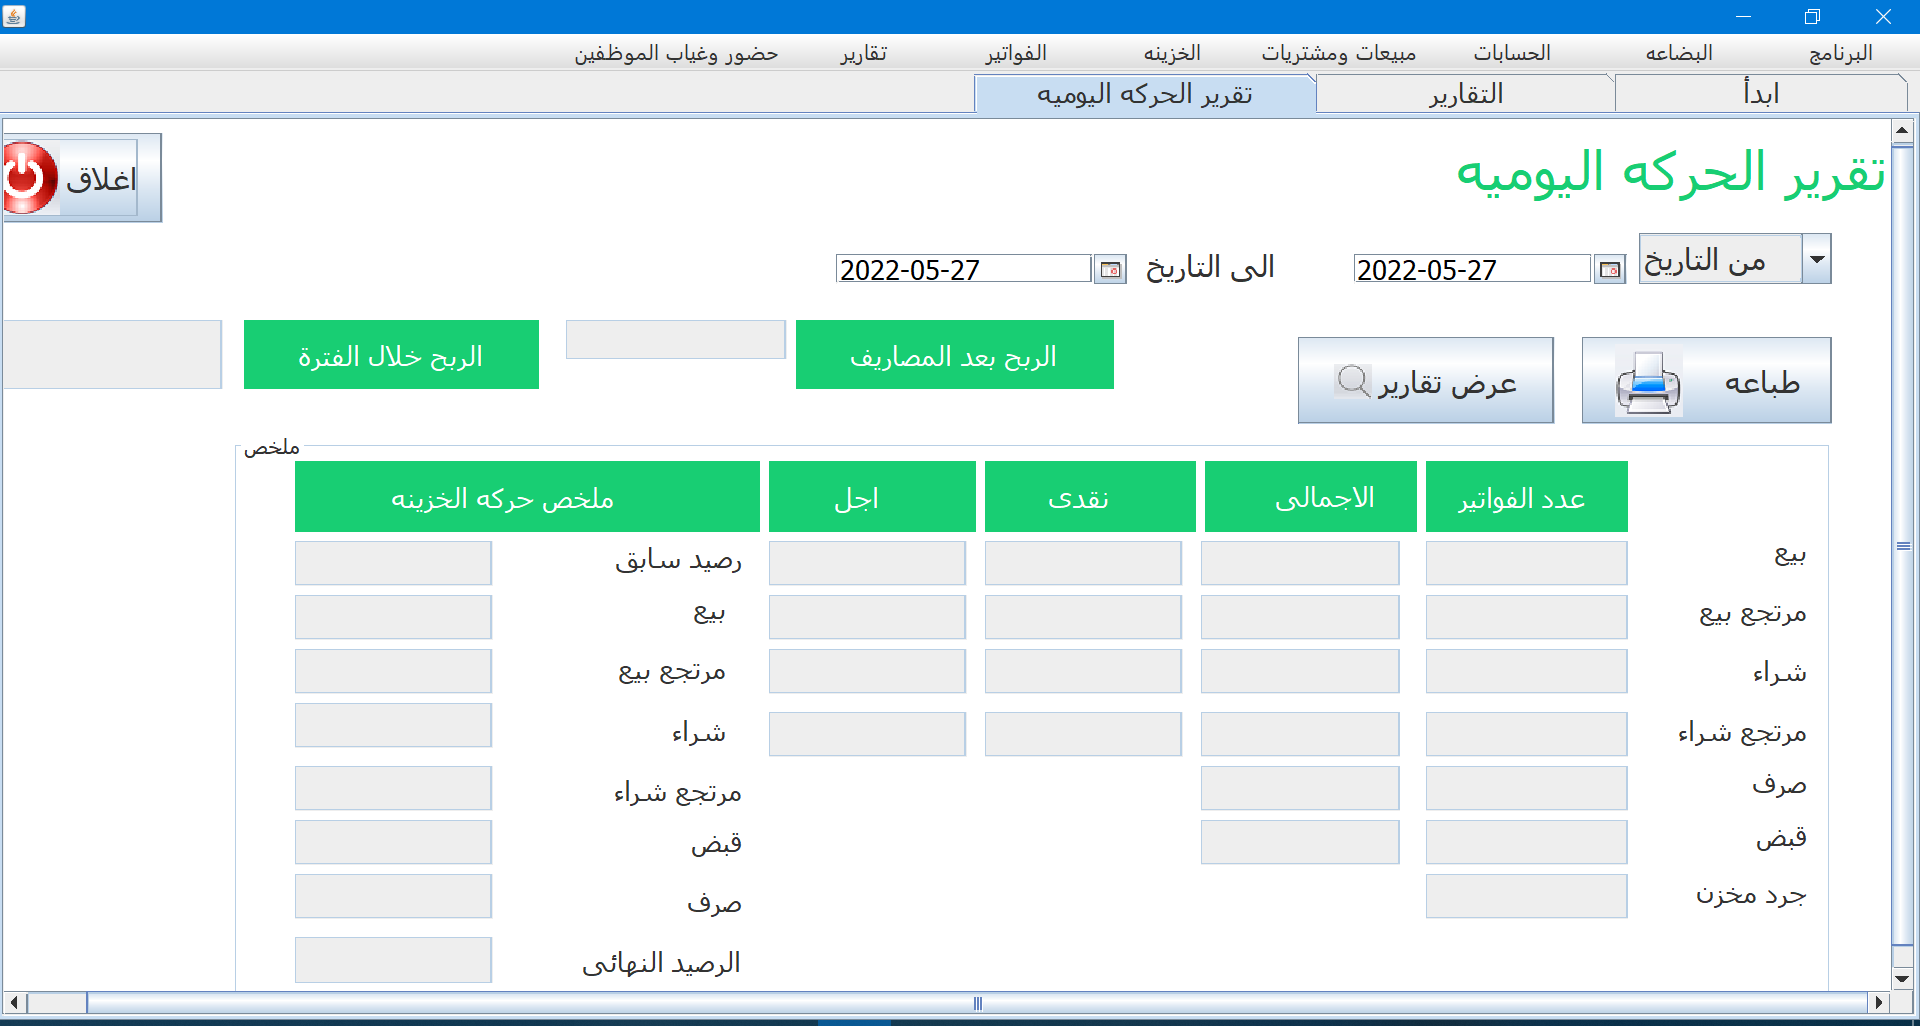 البرنامج البضاعه الحسابات مبيعات ومشتريات الخزينه الفواتير تقارير حضور وغياب الموظفين
ابدأ التقارير تقرير الحركه اليوميه
تقرير الحركه اليوميه
اغلاق
من التاريخ 2022-05-27 الى التاريخ 2022-05-27
طباعه عرض تقارير الربح بعد المصاريف الربح خلال الفترة
ملخص
عدد الفواتير الاجمالى نقدى اجل ملخص حركه الخزينه
بيع رصيد سابق
مرتجع بيع بيع
شراء مرتجع بيع
مرتجع شراء شراء
صرف مرتجع شراء
قبض قبض
جرد مخزن صرف
الرصيد النهائى